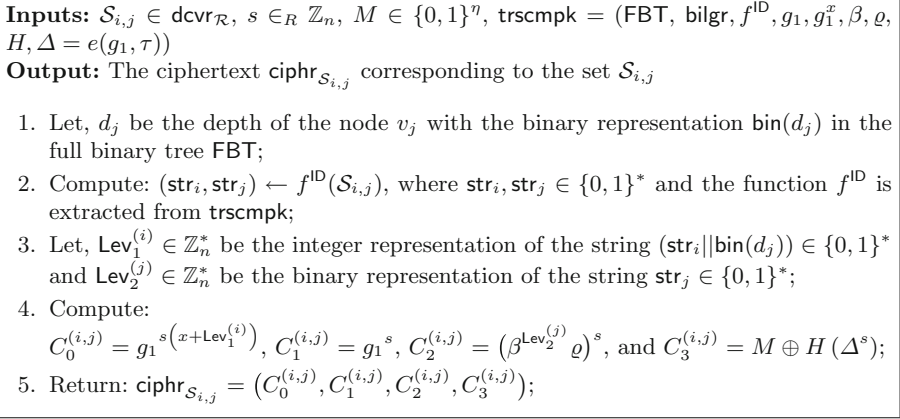 Inputs: 𝒮_{i,j} ∈ dcvr_ℛ, s ∈_R ℤ_n, M ∈ {0, 1}^η, trscmpk = (FBT, bilgr, f^{ID}, g_1, g_1^x, β, ϱ,
H, Δ = e(g_1, τ))
Output: The ciphertext ciphr_{𝒮_{i,j}} corresponding to the set 𝒮_{i,j}
1. Let, d_j be the depth of the node v_j with the binary representation bin(d_j) in the
full binary tree FBT;
2. Compute: (str_i, str_j) ← f^{ID}(𝒮_{i,j}), where str_i, str_j ∈ {0, 1}^* and the function f^{ID} is
extracted from trscmpk;
3. Let, Lev_1^{(i)} ∈ ℤ_n^* be the integer representation of the string (str_i||bin(d_j)) ∈ {0, 1}^*
and Lev_2^{(j)} ∈ ℤ_n^* be the binary representation of the string str_j ∈ {0, 1}^*;
4. Compute:
C_0^{(i,j)} = g_1^{s(x+Lev_1^{(i)})}, C_1^{(i,j)} = g_1^s, C_2^{(i,j)} = (β^{Lev_2^{(j)}} ϱ)^s, and C_3^{(i,j)} = M ⊕ H (Δ^s);
5. Return: ciphr_{𝒮_{i,j}} = (C_0^{(i,j)}, C_1^{(i,j)}, C_2^{(i,j)}, C_3^{(i,j)});